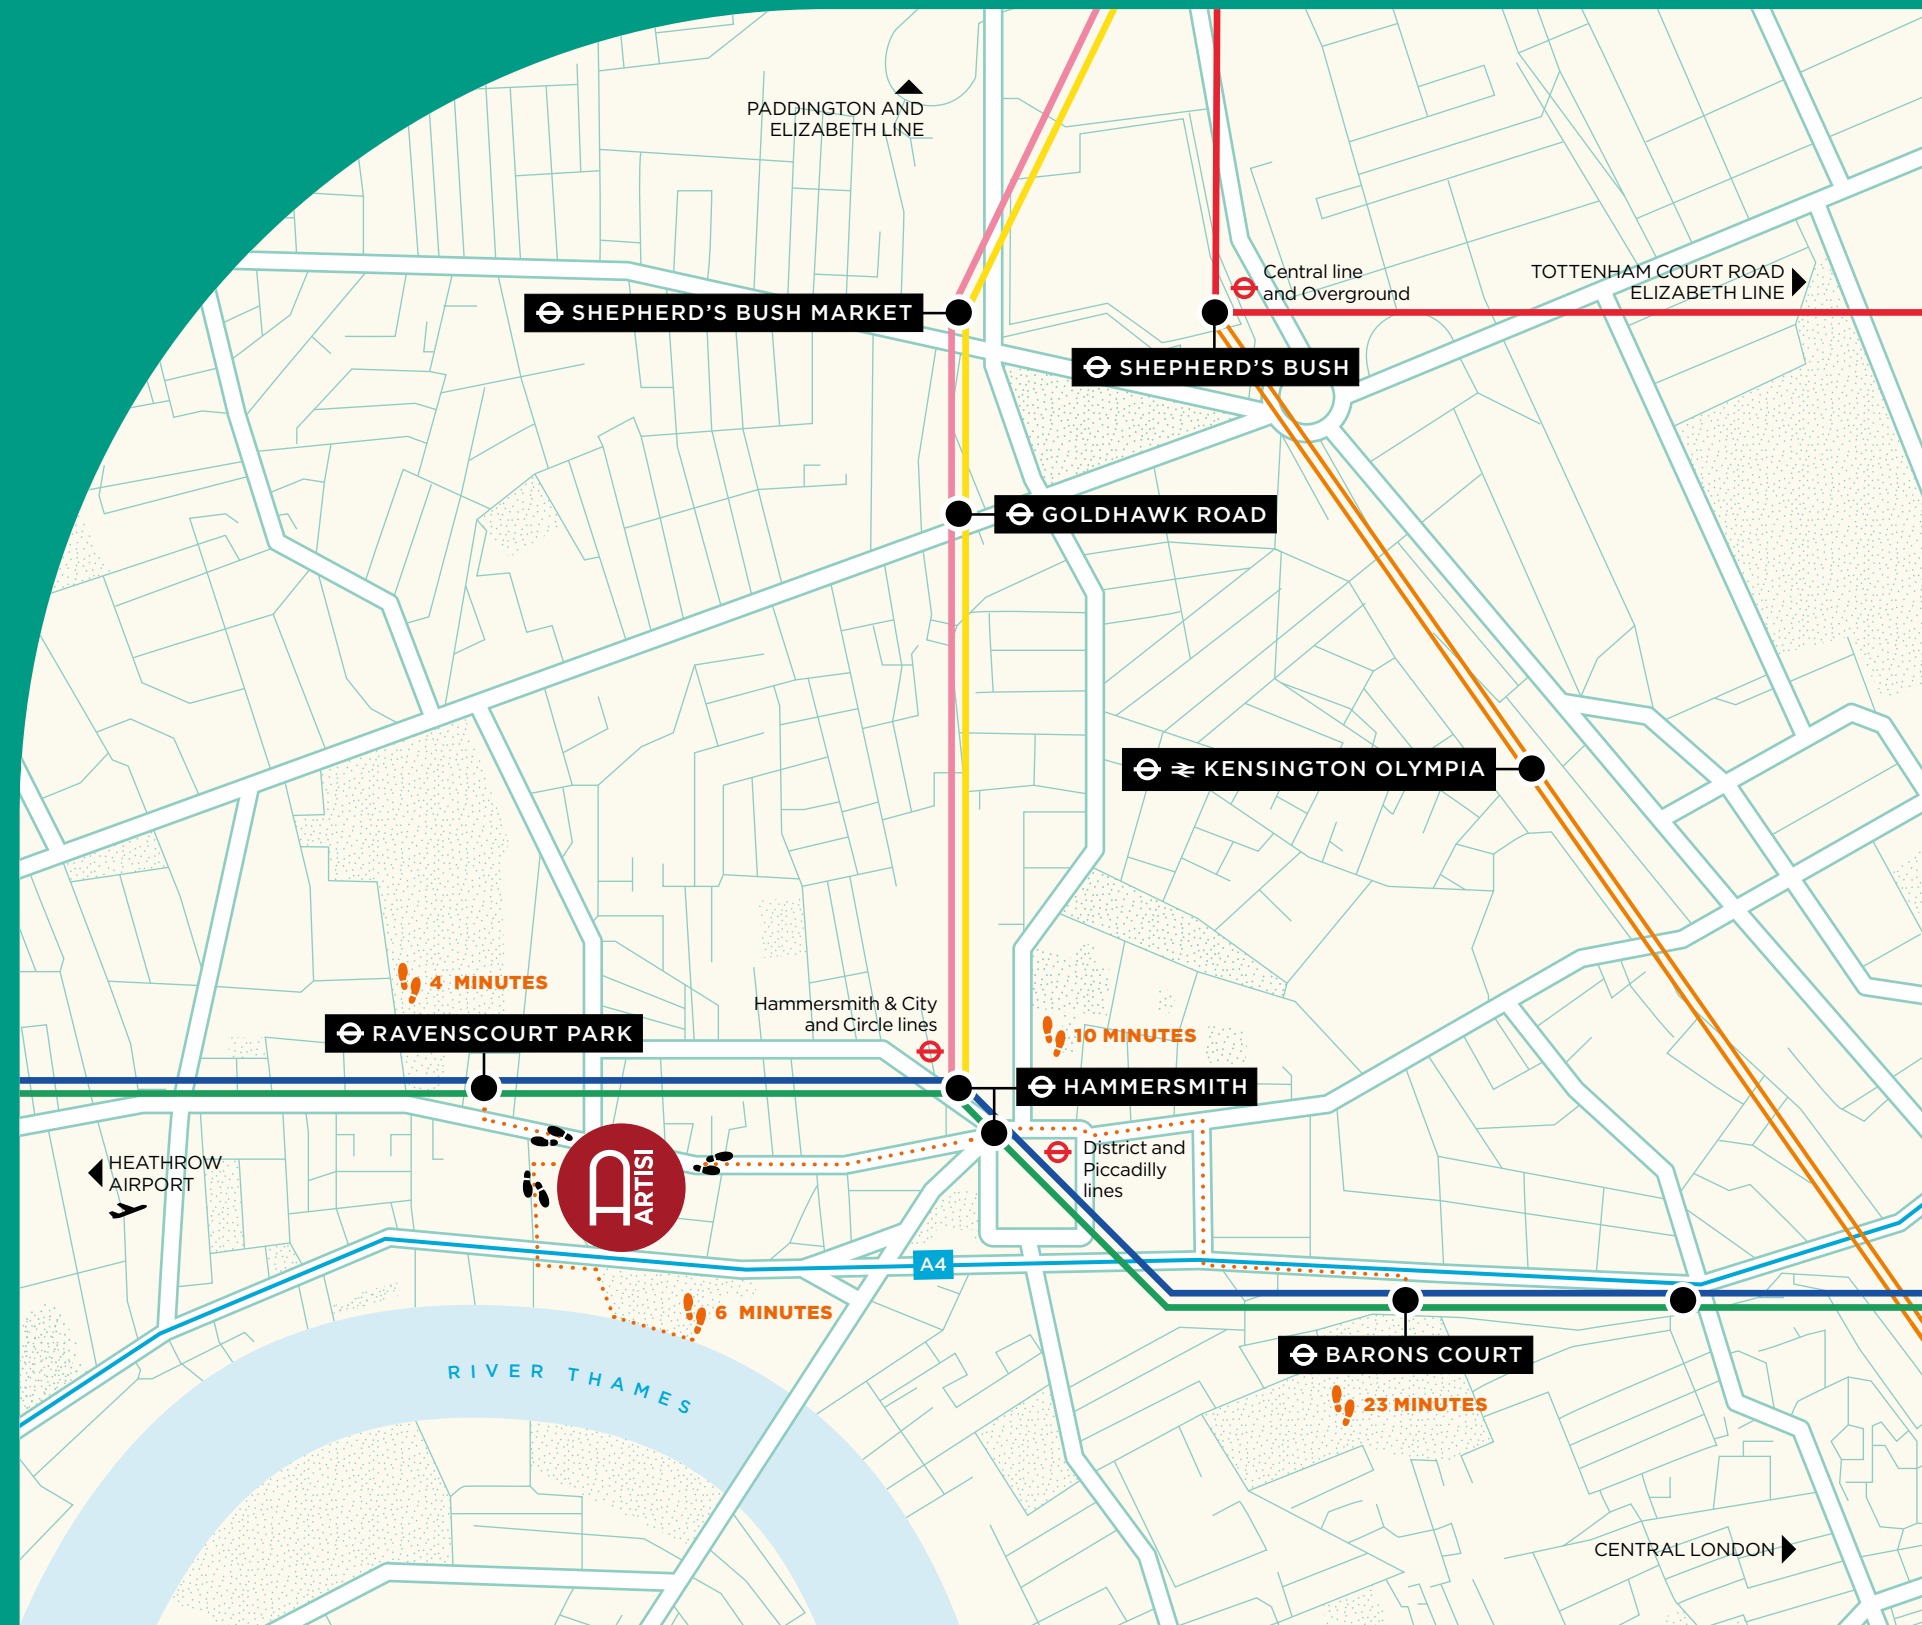 PADDINGTON AND
ELIZABETH LINE
Central line
and Overground
TOTTENHAM COURT ROAD
ELIZABETH LINE
SHEPHERD'S BUSH MARKET
SHEPHERD'S BUSH
GOLDHAWK ROAD
KENSINGTON OLYMPIA
4 MINUTES
RAVENSCOURT PARK
Hammersmith & City
and Circle lines
10 MINUTES
HAMMERSMITH
District and
Piccadilly
lines
HEATHROW
AIRPORT
ARTISI
A4
6 MINUTES
RIVER THAMES
BARONS COURT
23 MINUTES
CENTRAL LONDON